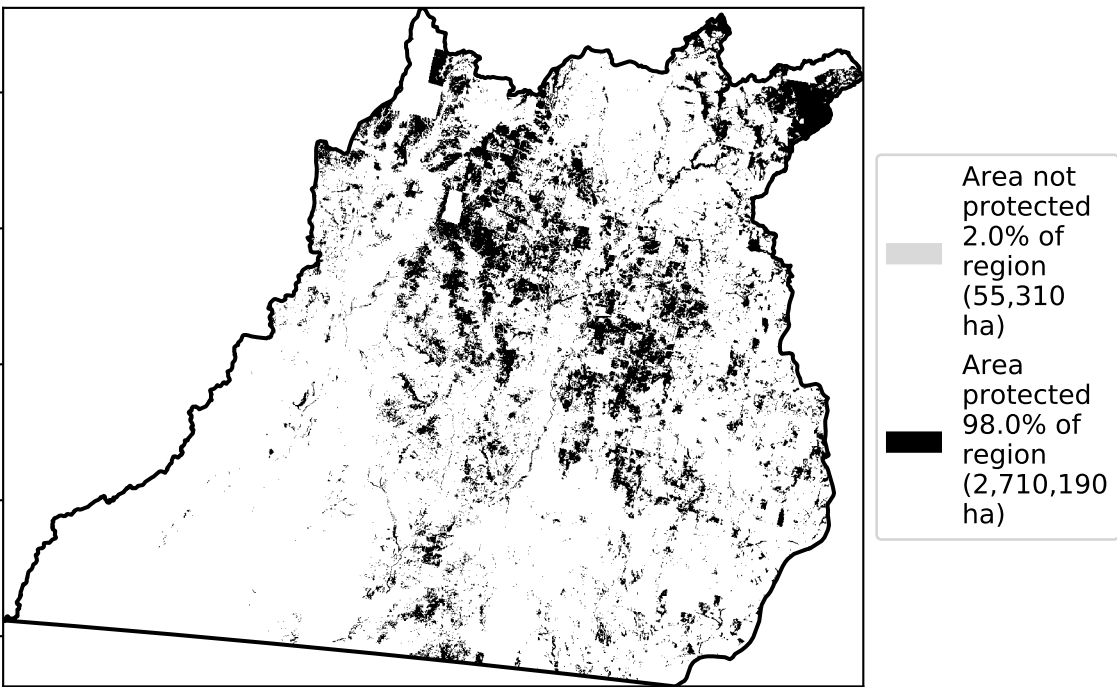 Area not
protected
2.0% of
region
(55,310
ha)
Area
protected
98.0% of
region
(2,710,190
ha)